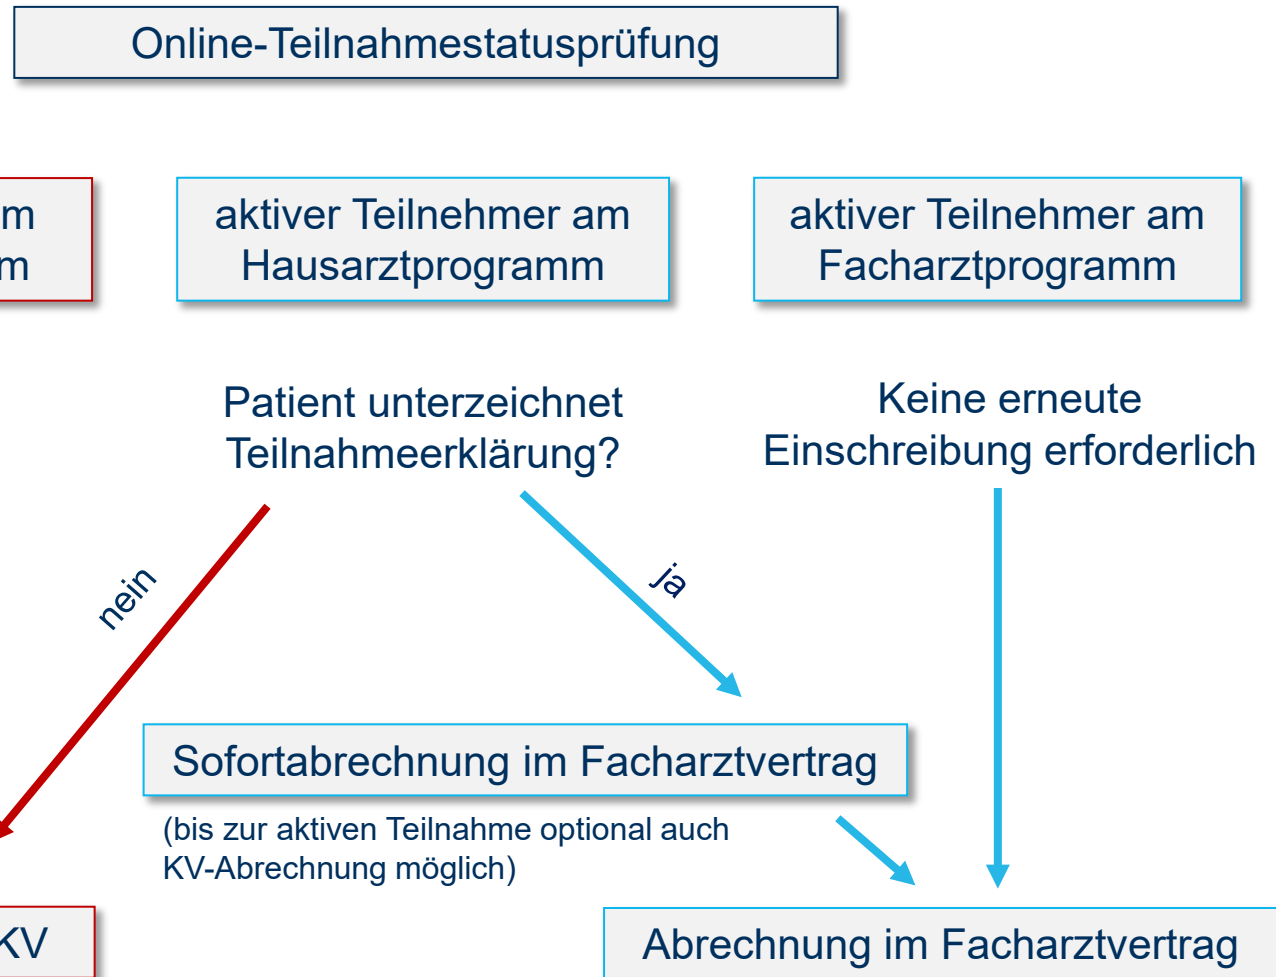 Online-Teilnahmestatusprüfung
m
m
aktiver Teilnehmer am
Hausarztprogramm
aktiver Teilnehmer am
Facharztprogramm
Patient unterzeichnet
Teilnahmeerklärung?
Keine erneute
Einschreibung erforderlich
nein
ja
Sofortabrechnung im Facharztvertrag
(bis zur aktiven Teilnahme optional auch
KV-Abrechnung möglich)
KV
Abrechnung im Facharztvertrag